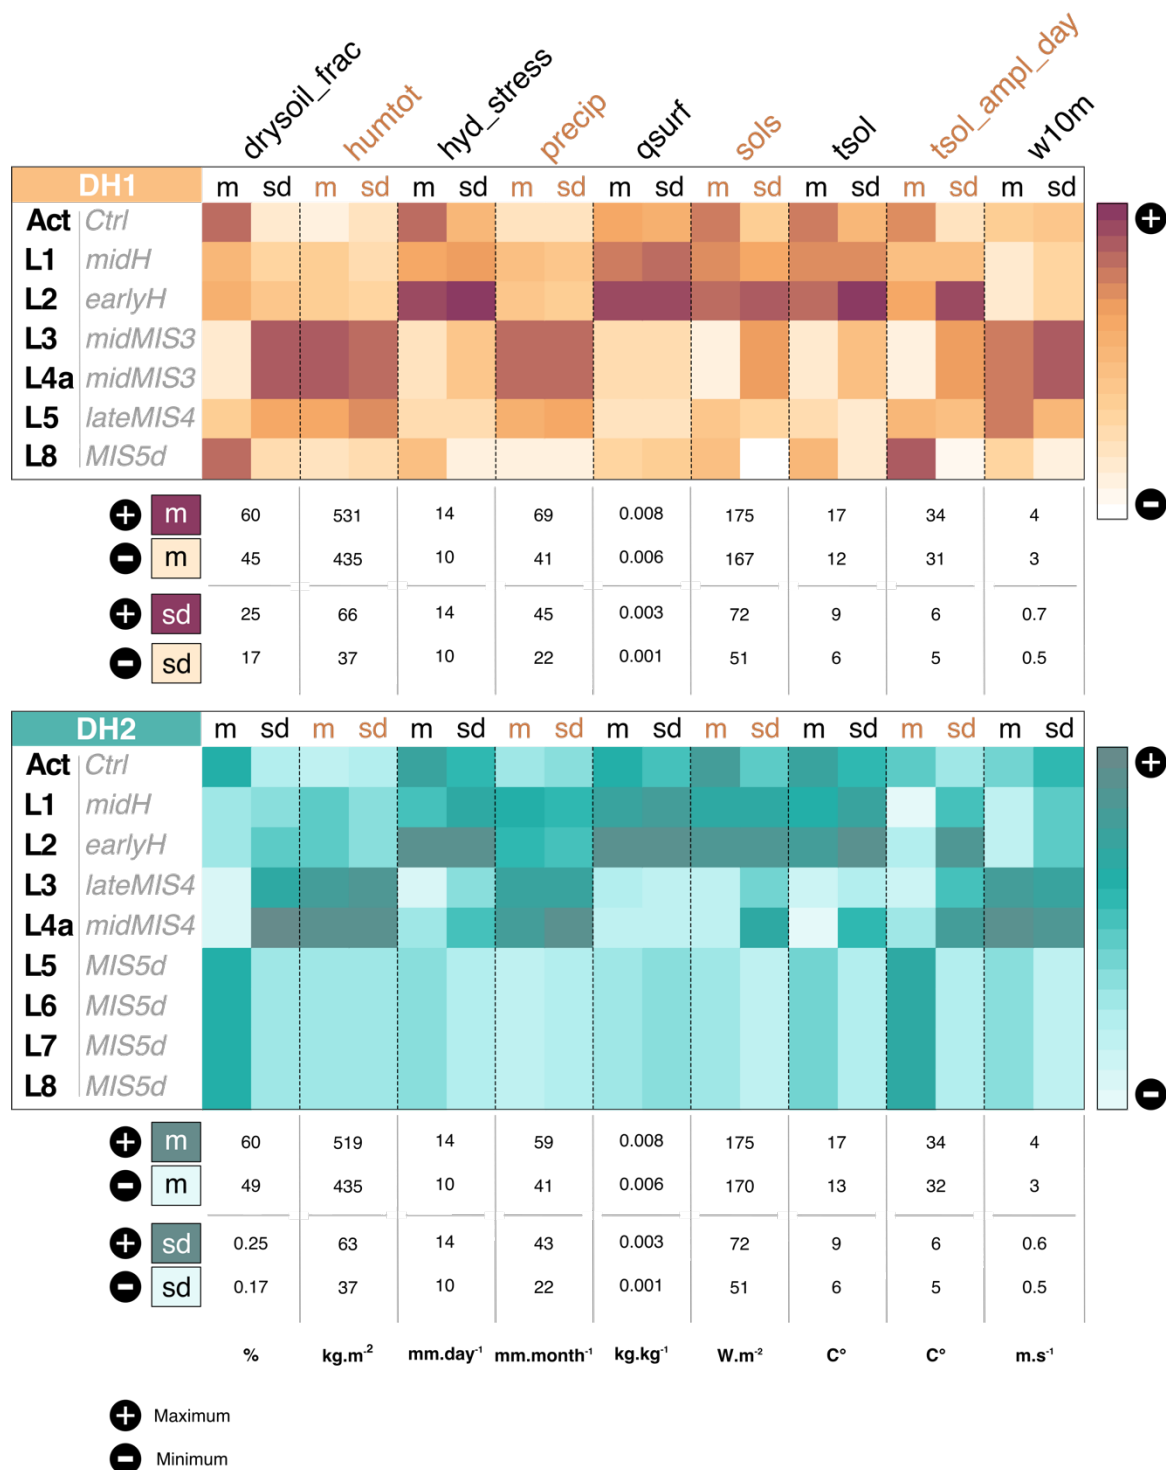 drysoil_frac humtot hyd_stress precip qsurf sols tsol tsol_ampl_day w10m
DH1 m sd m sd m sd m sd m sd m sd m sd m sd m sd
Act Ctrl
L1 midH
L2 earlyH
L3 midMIS3
L4a midMIS3
L5 lateMIS4
L8 MIS5d
+
-
+ m 60 531 14 69 0.008 175 17 34 4
- m 45 435 10 41 0.006 167 12 31 3
+ sd 25 66 14 45 0.003 72 9 6 0.7
- sd 17 37 10 22 0.001 51 6 5 0.5
DH2 m sd m sd m sd m sd m sd m sd m sd m sd m sd
Act Ctrl
L1 midH
L2 earlyH
L3 lateMIS4
L4a midMIS4
L5 MIS5d
L6 MIS5d
L7 MIS5d
L8 MIS5d
+
-
+ m 60 519 14 59 0.008 175 17 34 4
- m 49 435 10 41 0.006 170 13 32 3
+ sd 0.25 63 14 43 0.003 72 9 6 0.6
- sd 0.17 37 10 22 0.001 51 6 5 0.5
% kg.m.² mm.day⁻¹ mm.month⁻¹ kg.kg⁻¹ W.m⁻² C° C° m.s⁻¹
+ Maximum
- Minimum